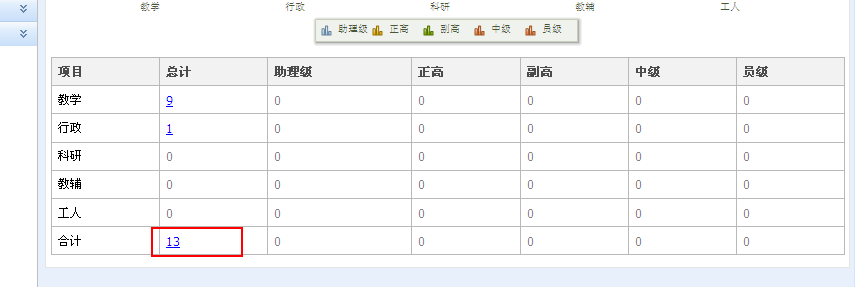 教学 行政 科研 教辅 工人
助理级 正高 副高 中级 员级
项目 总计 助理级 正高 副高 中级 员级
教学 9 0 0 0 0 0
行政 1 0 0 0 0 0
科研 0 0 0 0 0 0
教辅 0 0 0 0 0 0
工人 0 0 0 0 0 0
合计 13 0 0 0 0 0